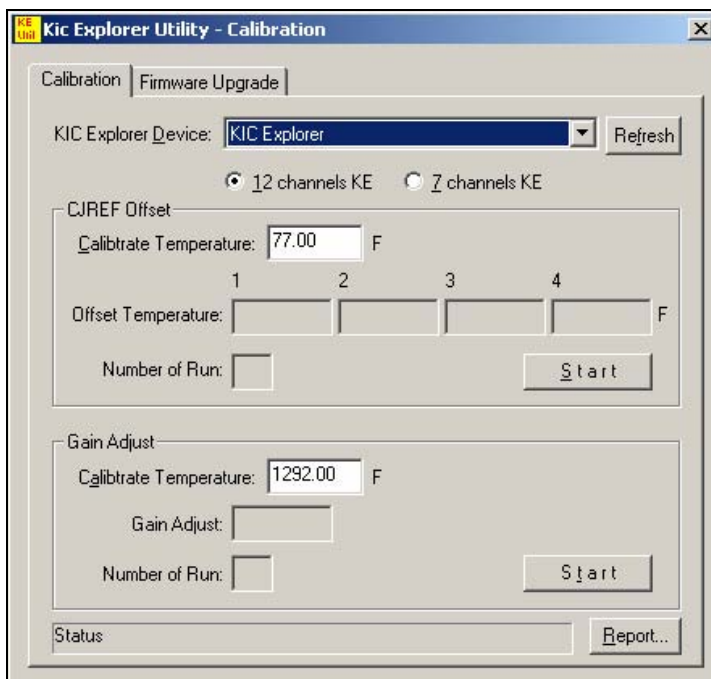 KE Util Kic Explorer Utility - Calibration
Calibration Firmware Upgrade
KIC Explorer Device: KIC Explorer Refresh
12 channels KE 7 channels KE
CJREF Offset
Calibtrate Temperature: 77.00 F
1 2 3 4
Offset Temperature: F
Number of Run: Start
Gain Adjust
Calibtrate Temperature: 1292.00 F
Gain Adjust:
Number of Run: Start
Status Report...